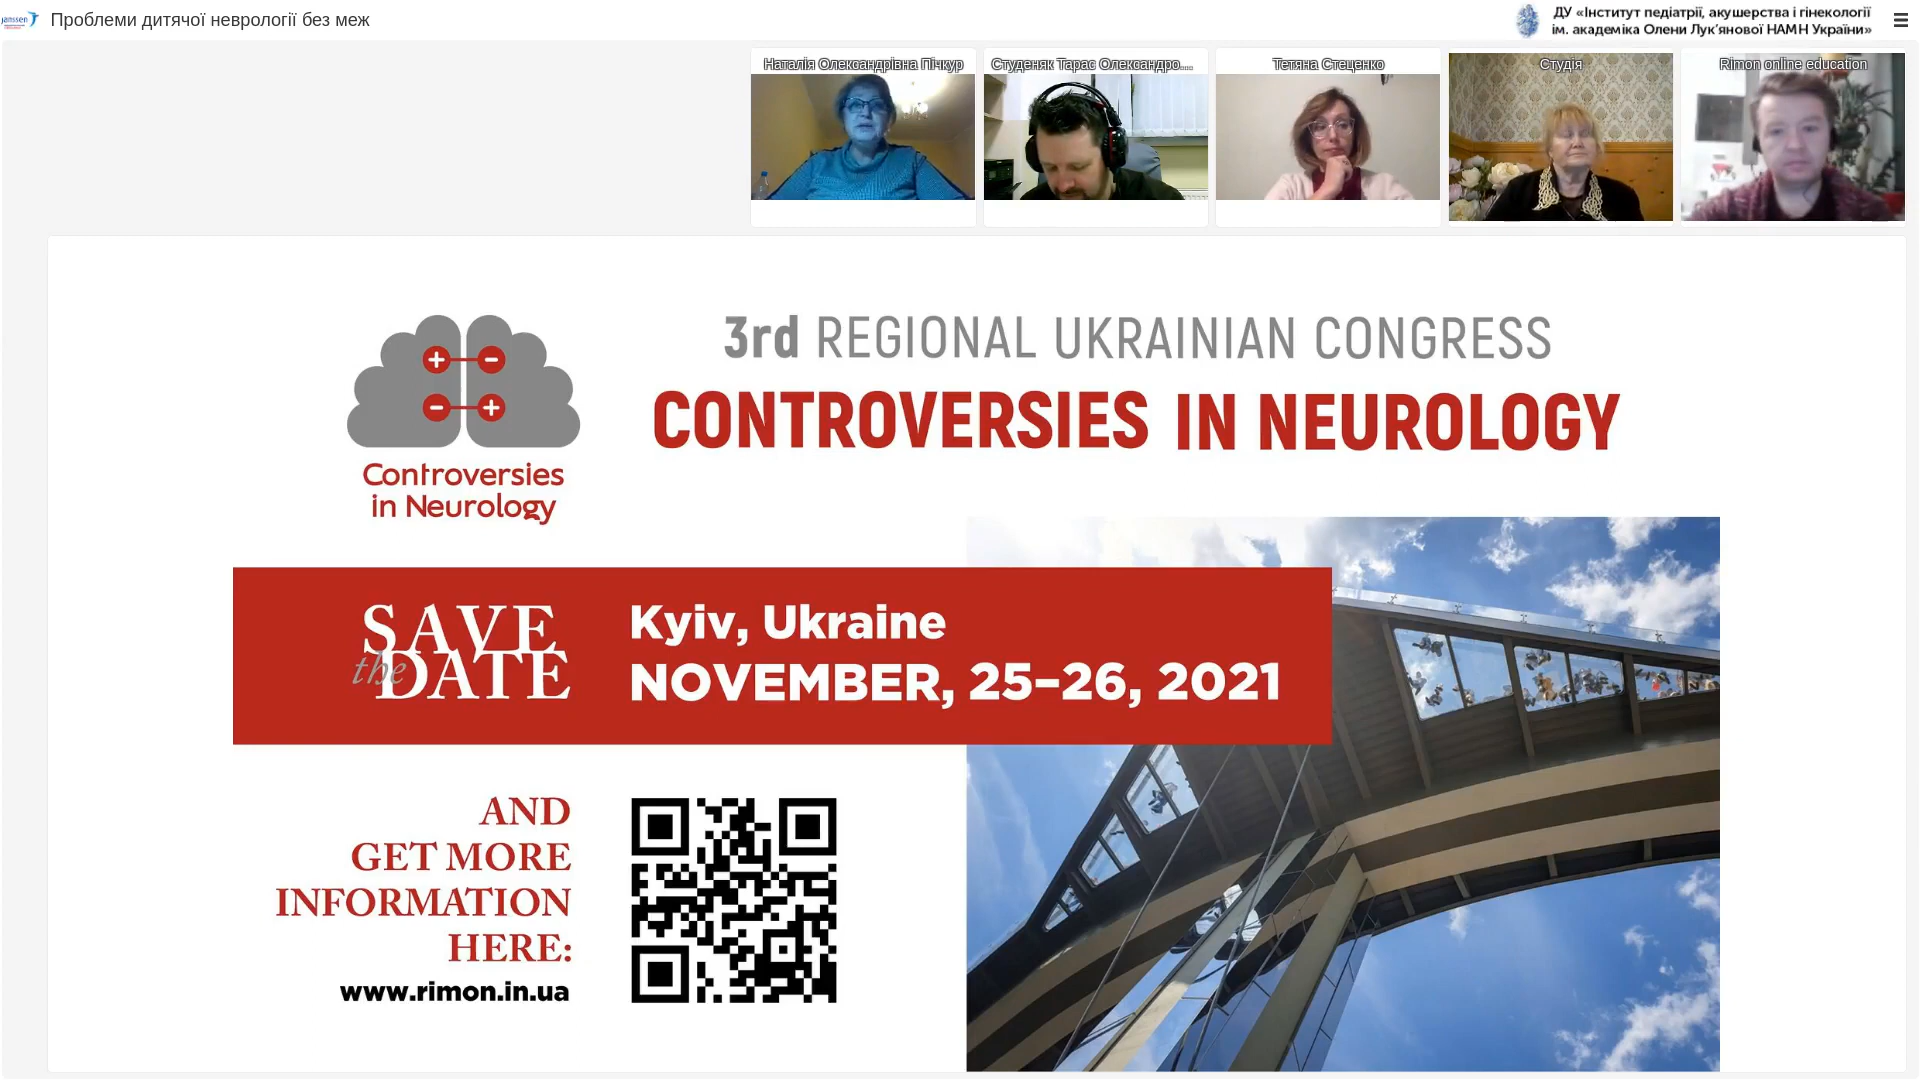 janssen
Проблеми дитячої неврології без меж
ДУ «Інститут педіатрії, акушерства і гінекології
ім. академіка Олени Лук’янової НАМН України»
Наталія Олександрівна Пічкур
Студеняк Тарас Олександро...
Тетяна Стеценко
Студія
Rimon online education
3rd REGIONAL UKRAINIAN CONGRESS
CONTROVERSIES IN NEUROLOGY
Controversies
in Neurology
SAVE
the DATE
Kyiv, Ukraine
NOVEMBER, 25–26, 2021
AND
GET MORE
INFORMATION
HERE:
www.rimon.in.ua